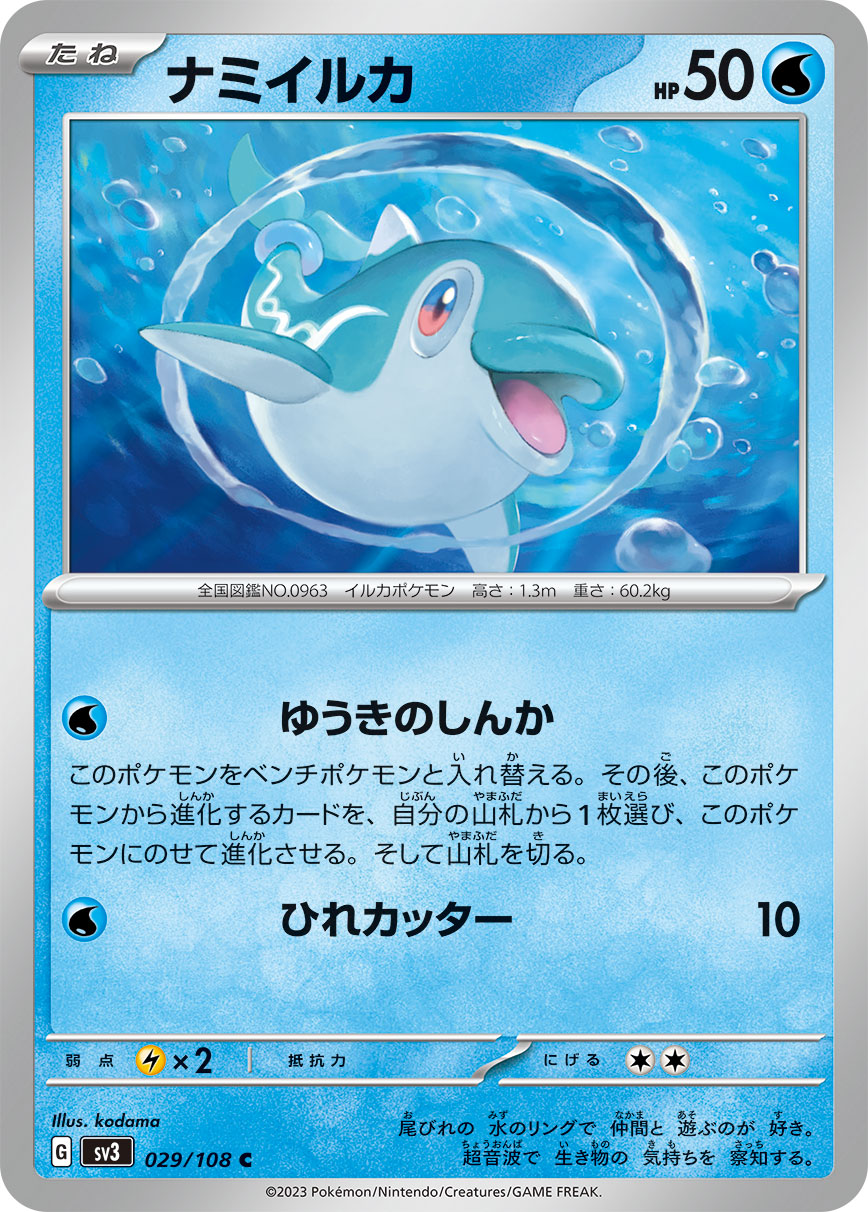 たね
ナミイルカ
HP 50
全国図鑑NO.0963 イルカポケモン 高さ:1.3m 重さ:60.2kg
ゆうきのしんか
このポケモンをベンチポケモンと入れ替える。その後、このポケ
モンから進化するカードを、自分の山札から1枚選び、このポケ
モンにのせて進化させる。そして山札を切る。
ひれカッター 10
弱点 ×2 抵抗力 にげる
Illus. kodama
尾びれの 水のリングで 仲間と 遊ぶのが 好き。
超音波で 生き物の 気持ちを 察知する。
G sv3 029/108 C
©2023 Pokémon/Nintendo/Creatures/GAME FREAK.